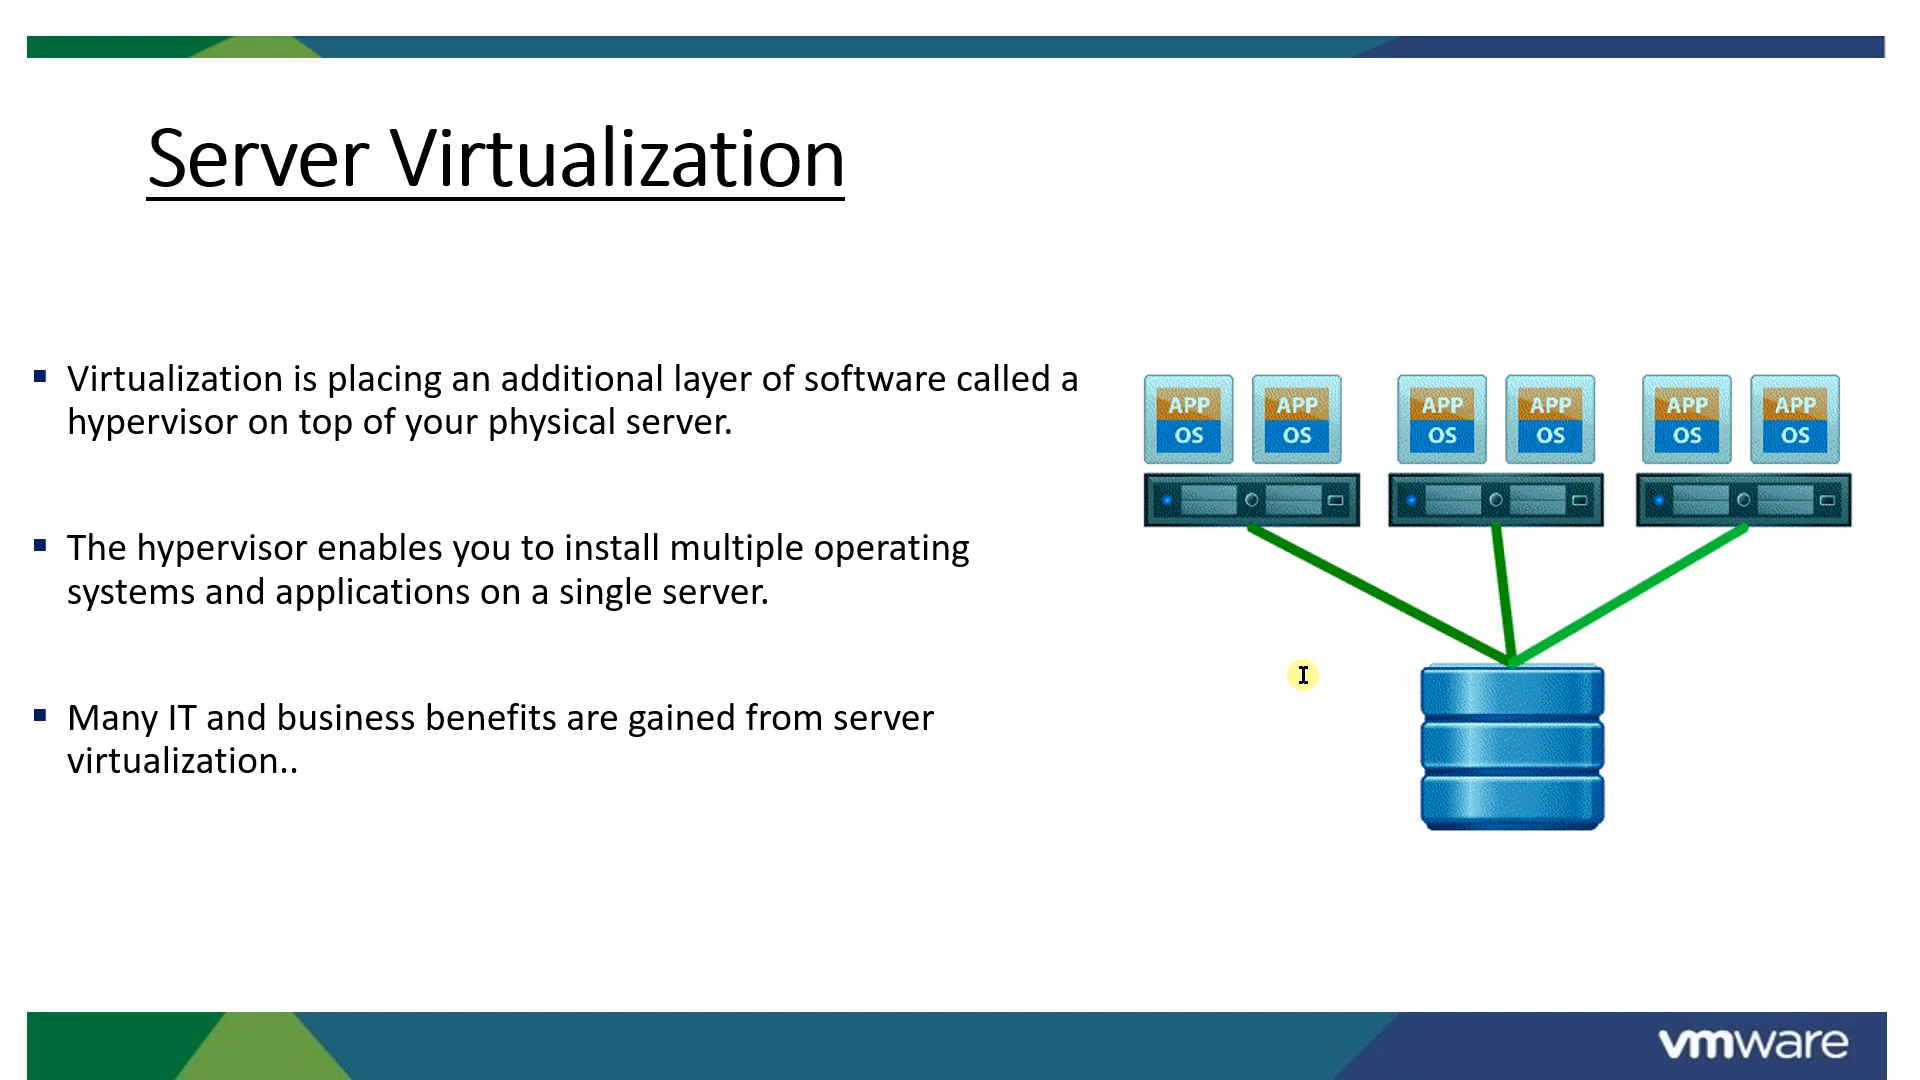 Server Virtualization
▪ Virtualization is placing an additional layer of software called a
hypervisor on top of your physical server.
▪ The hypervisor enables you to install multiple operating
systems and applications on a single server.
▪ Many IT and business benefits are gained from server
virtualization..
APP APP APP APP APP APP
OS OS OS OS OS OS
vmware